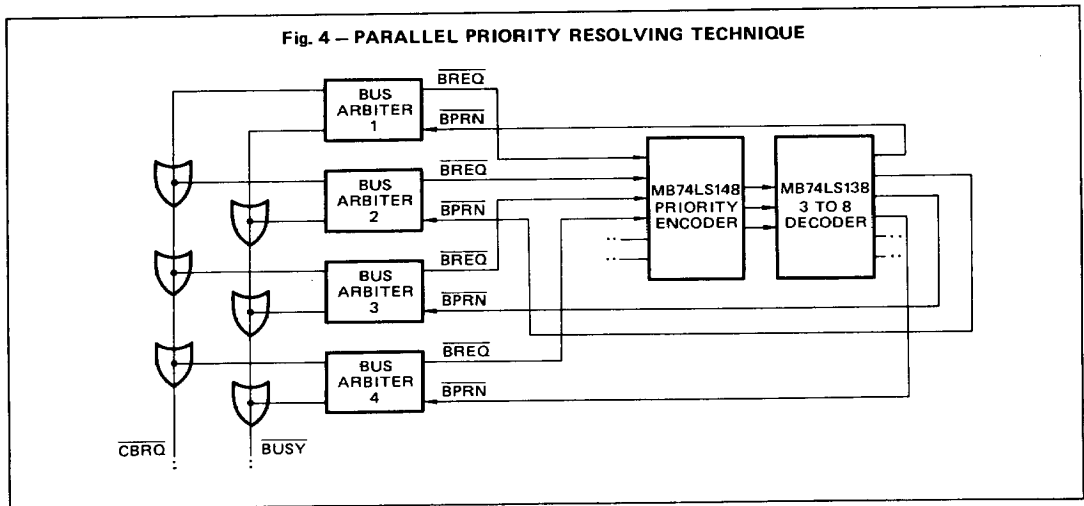 Fig. 4 – PARALLEL PRIORITY RESOLVING TECHNIQUE
BUS
ARBITER
1
BREQ
BPRN
BUS
ARBITER
2
BREQ
BPRN
BUS
ARBITER
3
BREQ
BPRN
BUS
ARBITER
4
BREQ
BPRN
MB74LS148
PRIORITY
ENCODER
MB74LS138
3 TO 8
DECODER
CBRQ
BUSY